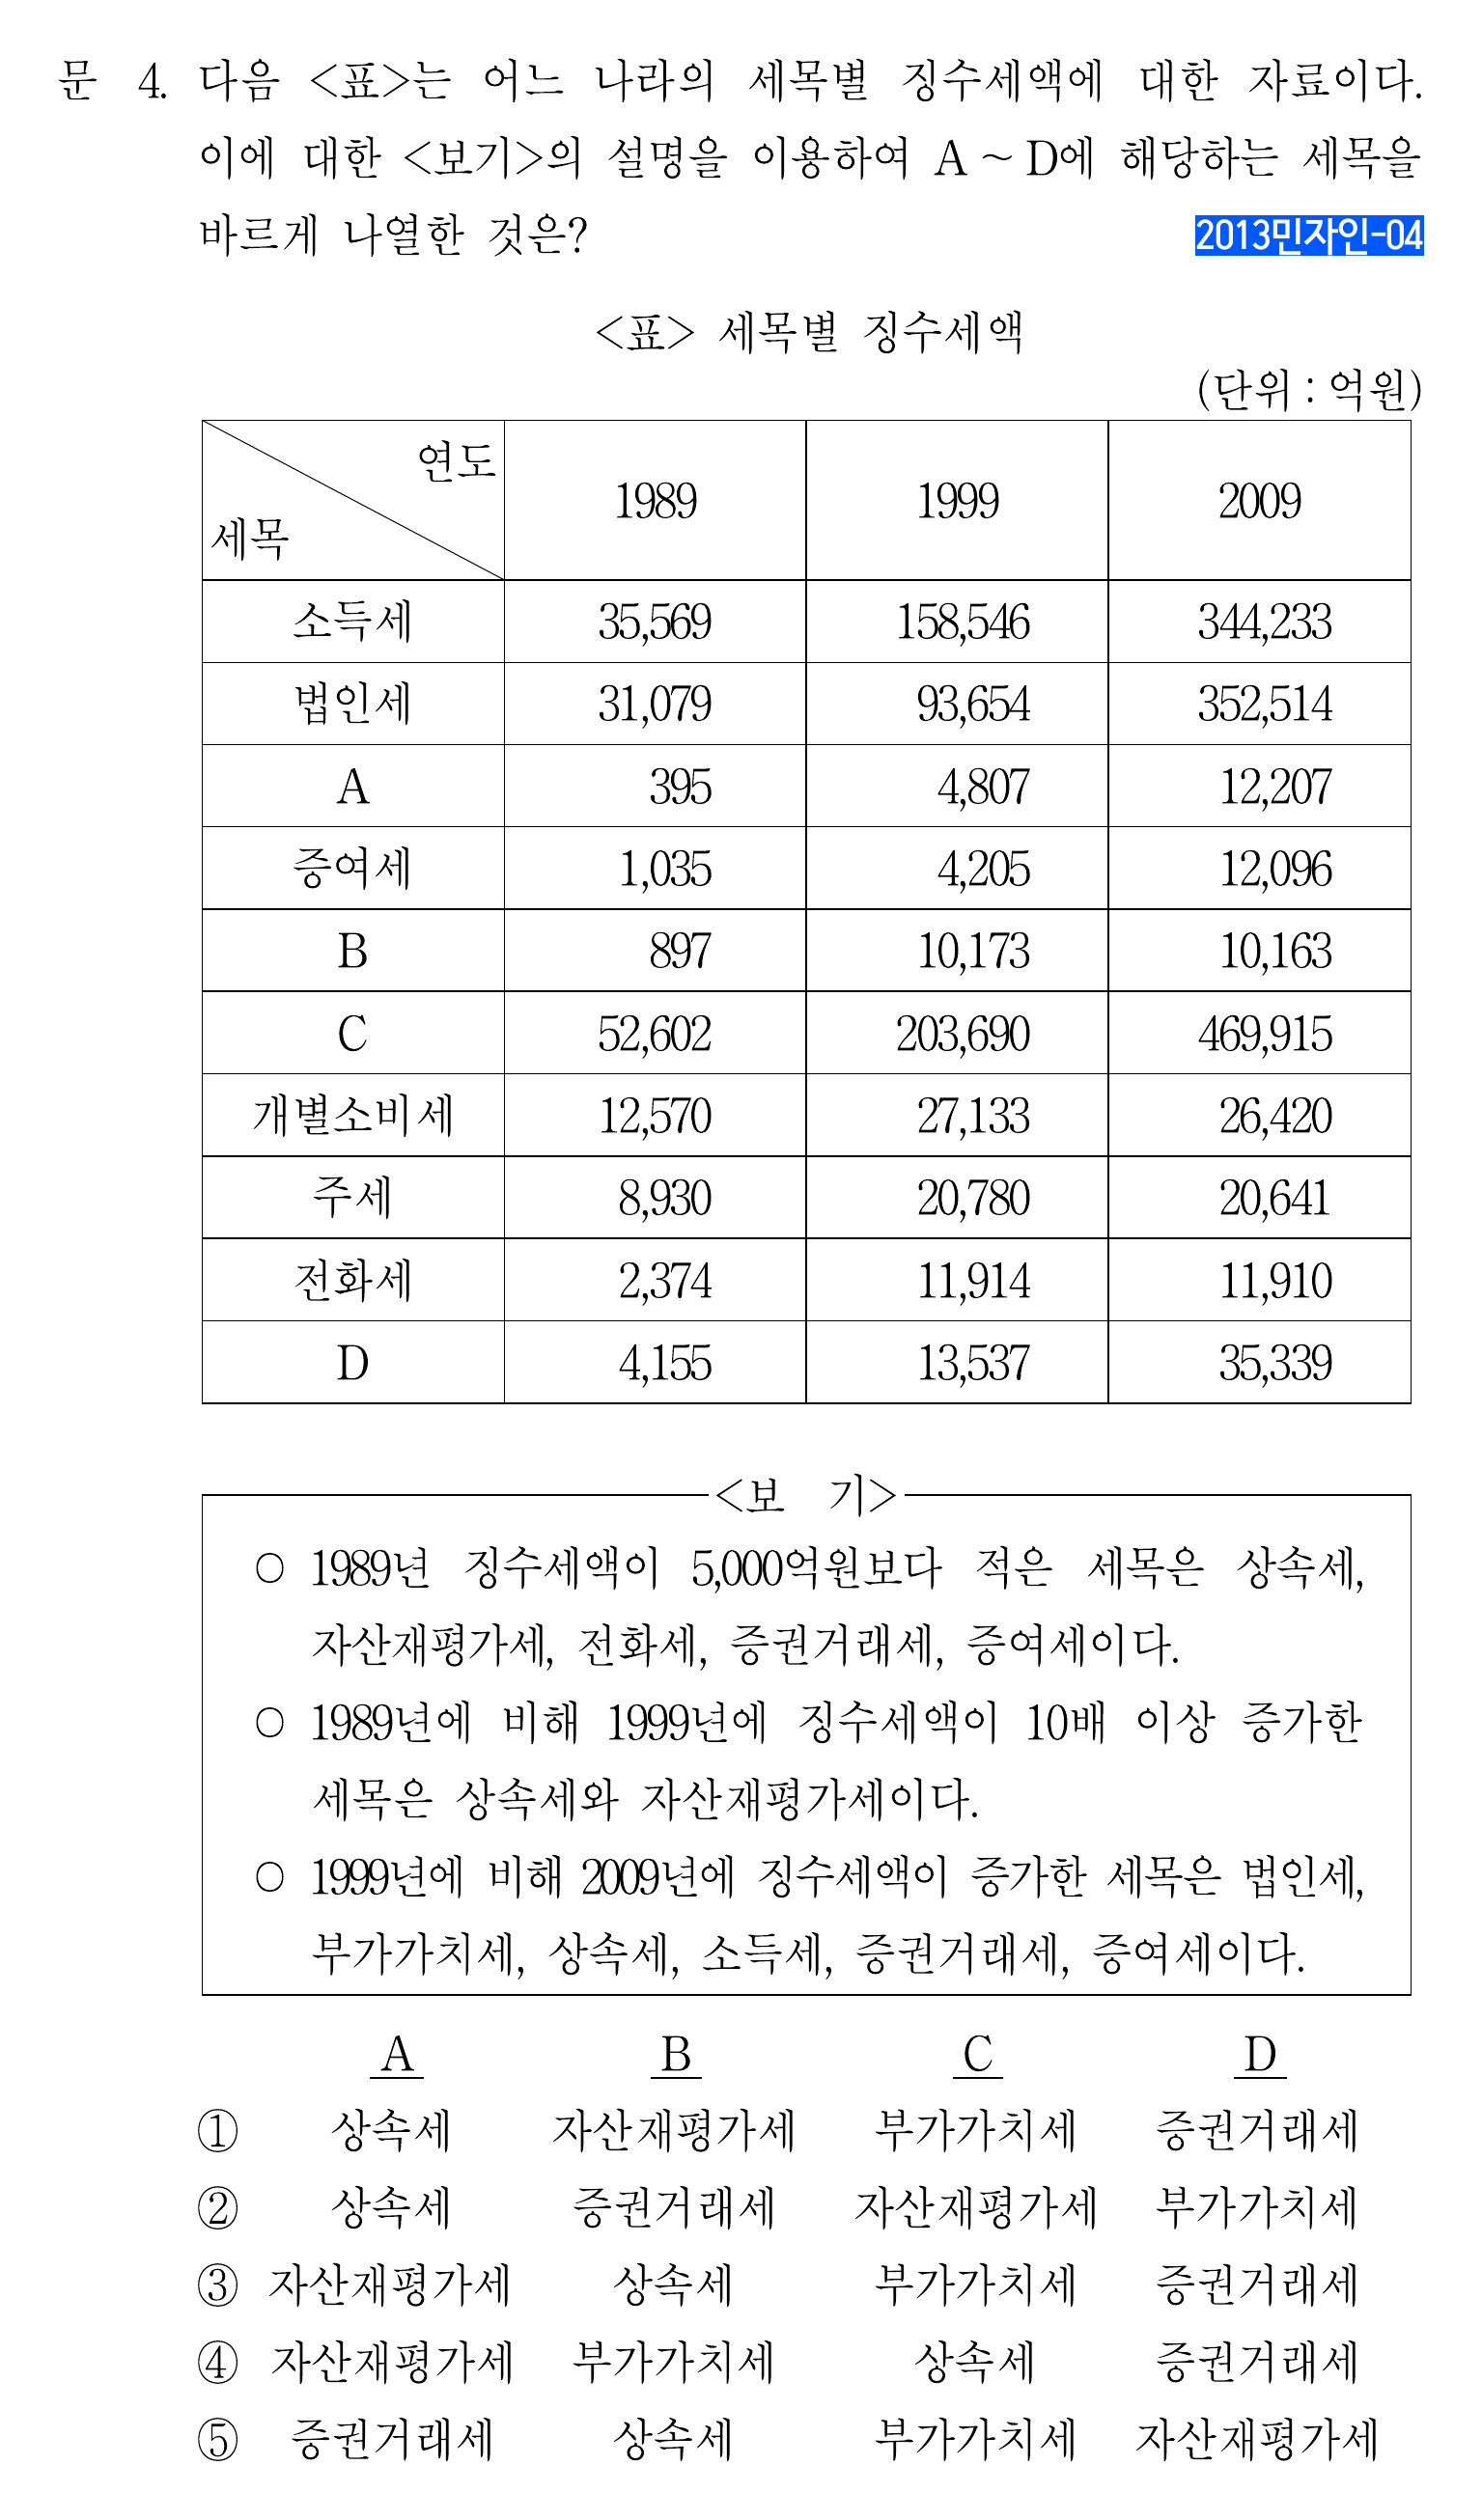 문 4. 다음 <표>는 어느 나라의 세목별 징수세액에 대한 자료이다.
이에 대한 <보기>의 설명을 이용하여 A ~ D에 해당하는 세목을
바르게 나열한 것은?
2013민자인-04
<표> 세목별 징수세액
(단위 : 억원)
세목 연도 1989 1999 2009
소득세 35,569 158,546 344,233
법인세 31,079 93,654 352,514
A 395 4,807 12,207
증여세 1,035 4,205 12,096
B 897 10,173 10,163
C 52,602 203,690 469,915
개별소비세 12,570 27,133 26,420
주세 8,930 20,780 20,641
전화세 2,374 11,914 11,910
D 4,155 13,537 35,339
<보 기>
○ 1989년 징수세액이 5,000억원보다 적은 세목은 상속세,
자산재평가세, 전화세, 증권거래세, 증여세이다.
○ 1989년에 비해 1999년에 징수세액이 10배 이상 증가한
세목은 상속세와 자산재평가세이다.
○ 1999년에 비해 2009년에 징수세액이 증가한 세목은 법인세,
부가가치세, 상속세, 소득세, 증권거래세, 증여세이다.
A B C D
① 상속세 자산재평가세 부가가치세 증권거래세
② 상속세 증권거래세 자산재평가세 부가가치세
③ 자산재평가세 상속세 부가가치세 증권거래세
④ 자산재평가세 부가가치세 상속세 증권거래세
⑤ 증권거래세 상속세 부가가치세 자산재평가세